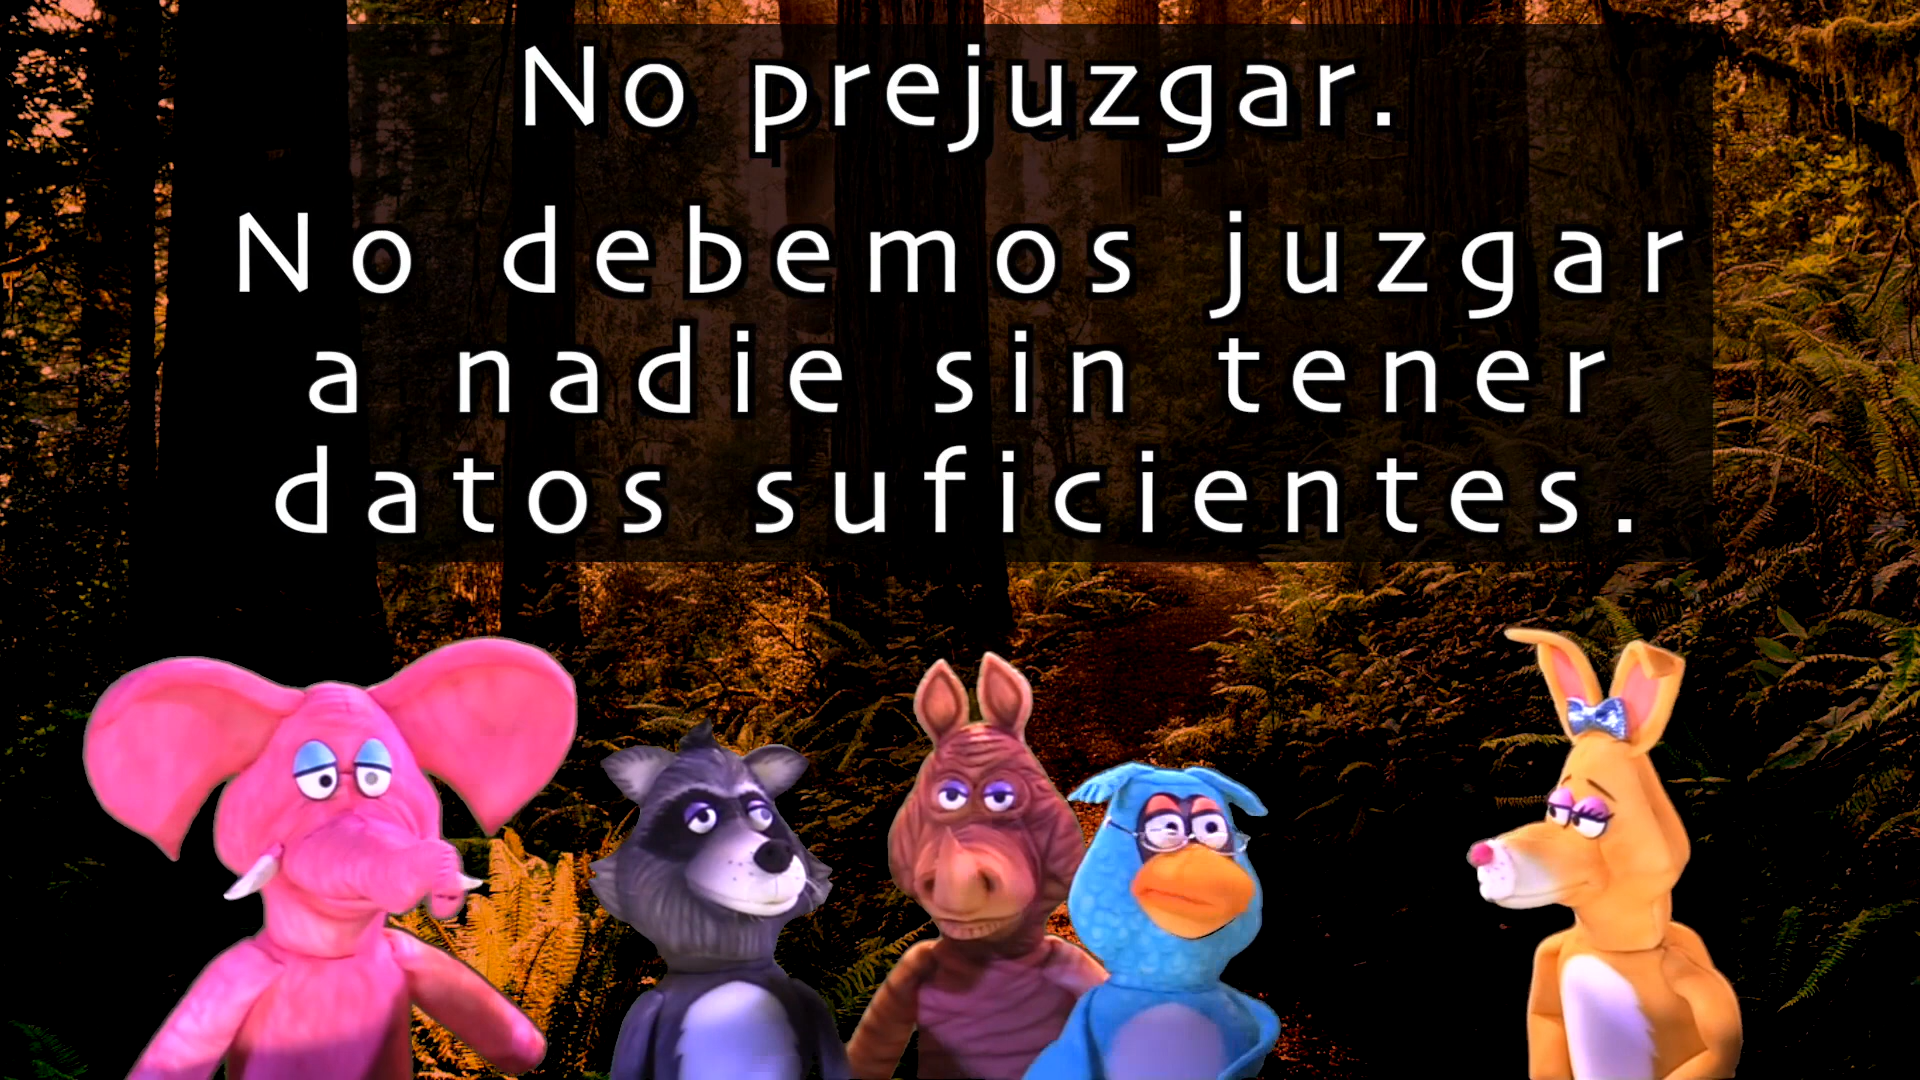 No prejuzgar.
No debemos juzgar
a nadie sin tener
datos suficientes.